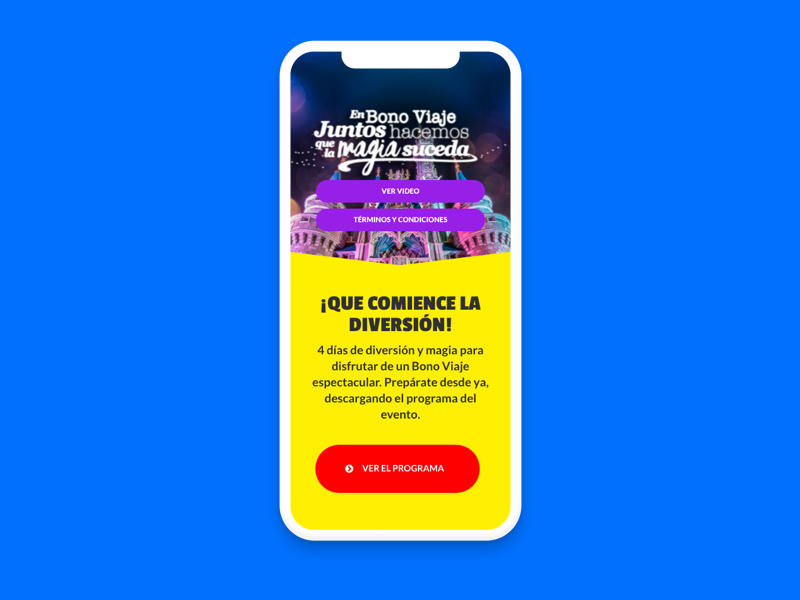 En Bono Viaje
Juntos hacemos
que la magia suceda
VER VIDEO
TÉRMINOS Y CONDICIONES
¡QUE COMIENCE LA
DIVERSIÓN!
4 días de diversión y magia para
disfrutar de un Bono Viaje
espectacular. Prepárate desde ya,
descargando el programa del
evento.
VER EL PROGRAMA